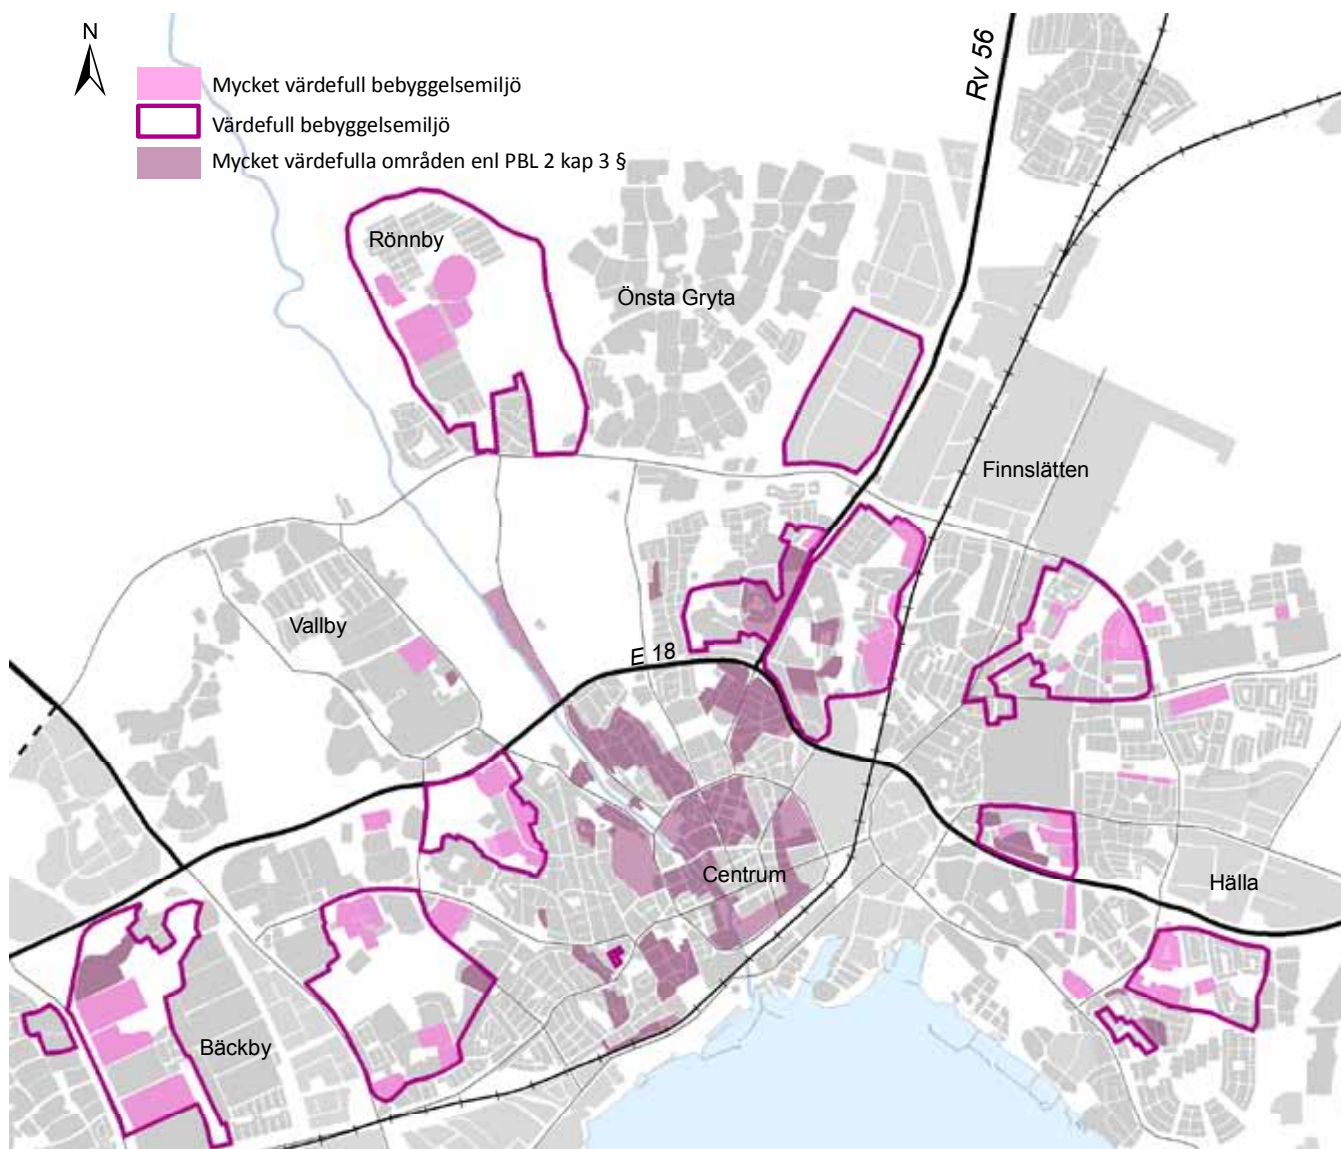 N
Mycket värdefull bebyggelsemiljö
Värdefull bebyggelsemiljö
Mycket värdefulla områden enl PBL 2 kap 3 §
Rv 56
Rönnby
Önsta Gryta
Finnslätten
Vallby
E 18
Centrum
Hälla
Bäckby